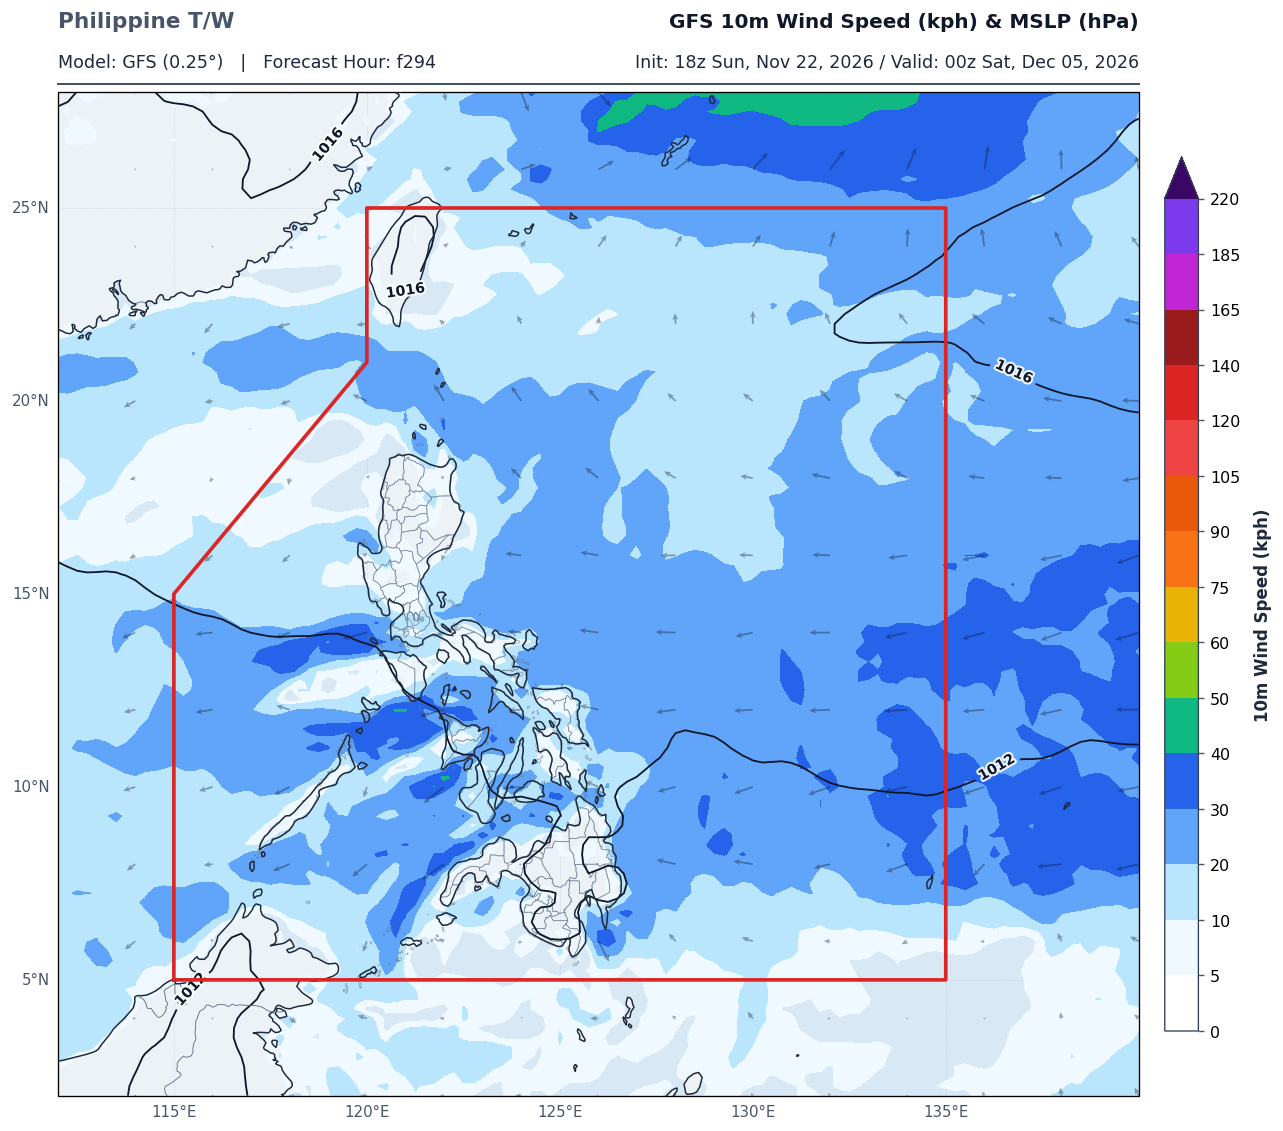 Philippine T/W
GFS 10m Wind Speed (kph) & MSLP (hPa)
Model: GFS (0.25°)   |   Forecast Hour: f294
Init: 18z Sun, Nov 22, 2026 / Valid: 00z Sat, Dec 05, 2026
1016
1016
1016
1012
1012
25°N
20°N
15°N
10°N
5°N
115°E
120°E
125°E
130°E
135°E
220
185
165
140
120
105
90
75
60
50
40
30
20
10
5
0
10m Wind Speed (kph)